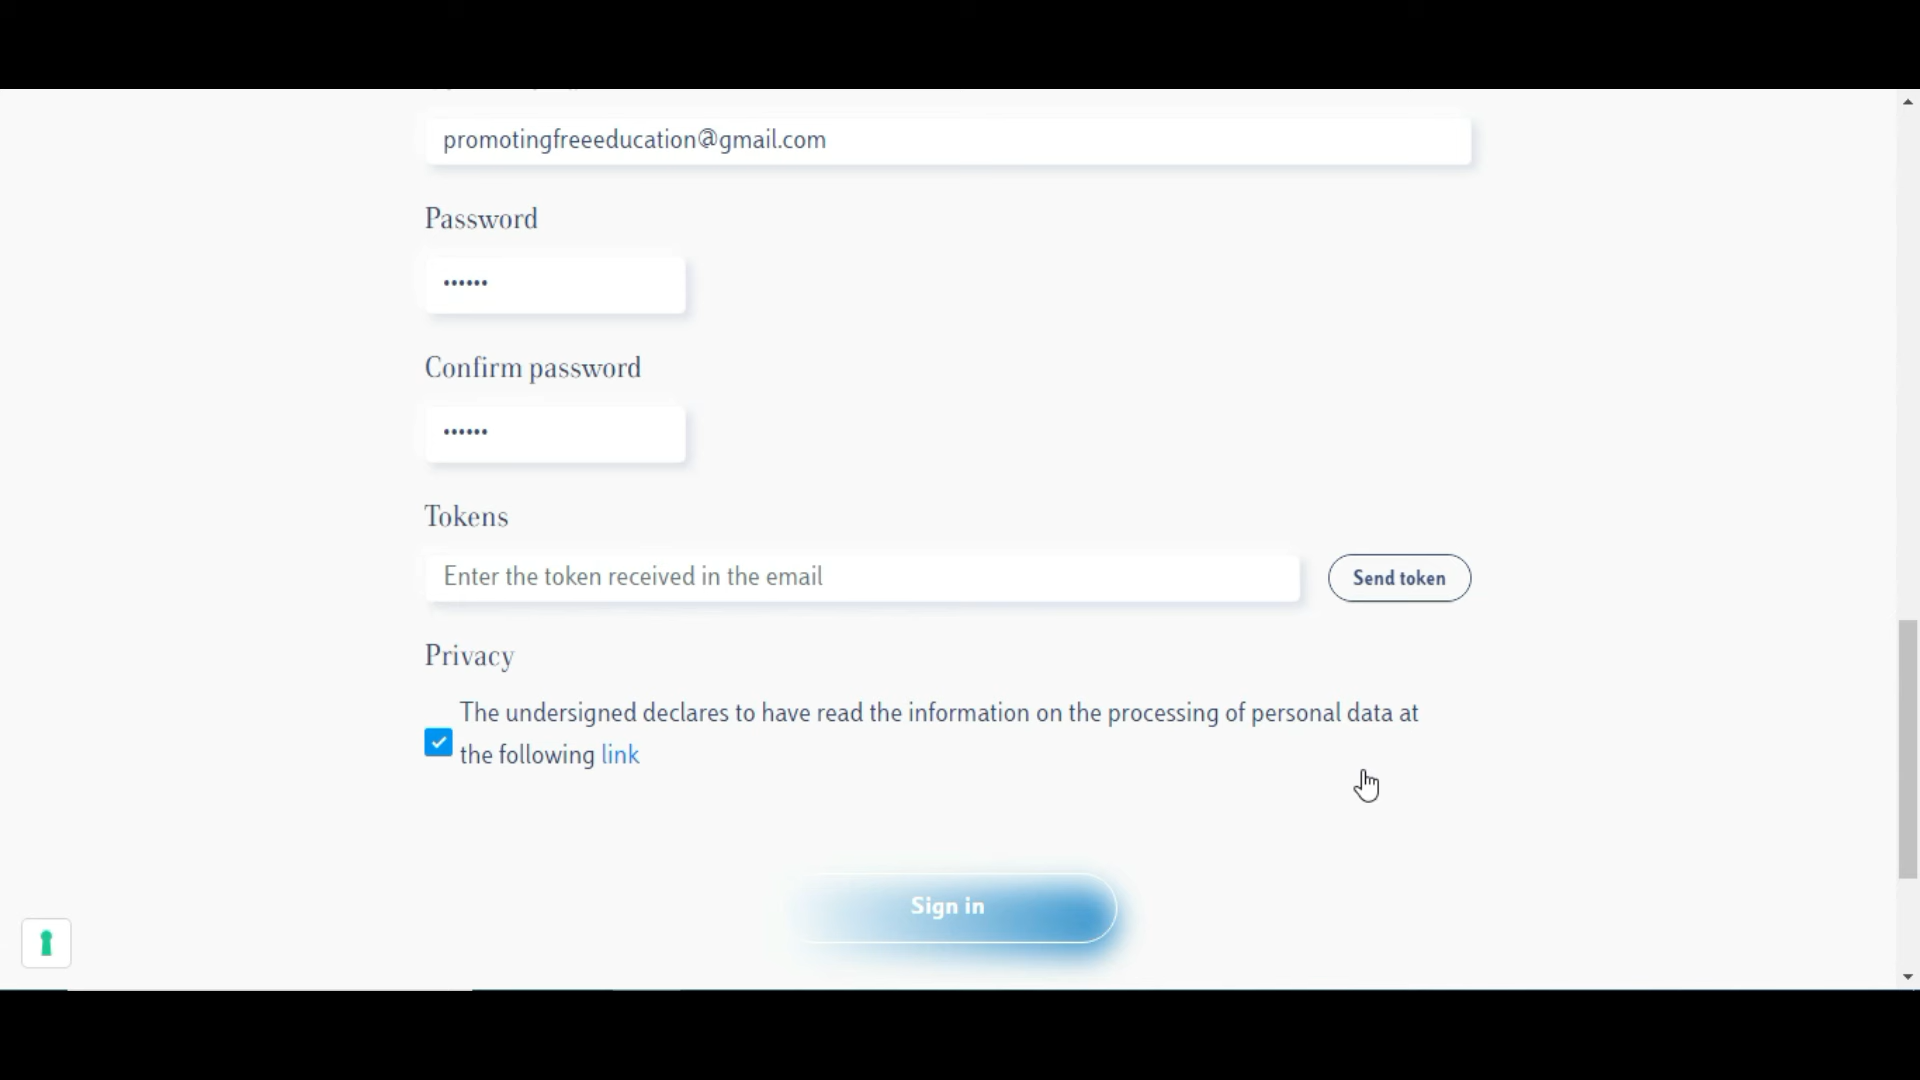 promotingfreeeducation@gmail.com
Password
••••••
Confirm password
••••••
Tokens
Enter the token received in the email
Send token
Privacy
The undersigned declares to have read the information on the processing of personal data at
the following link
Sign in